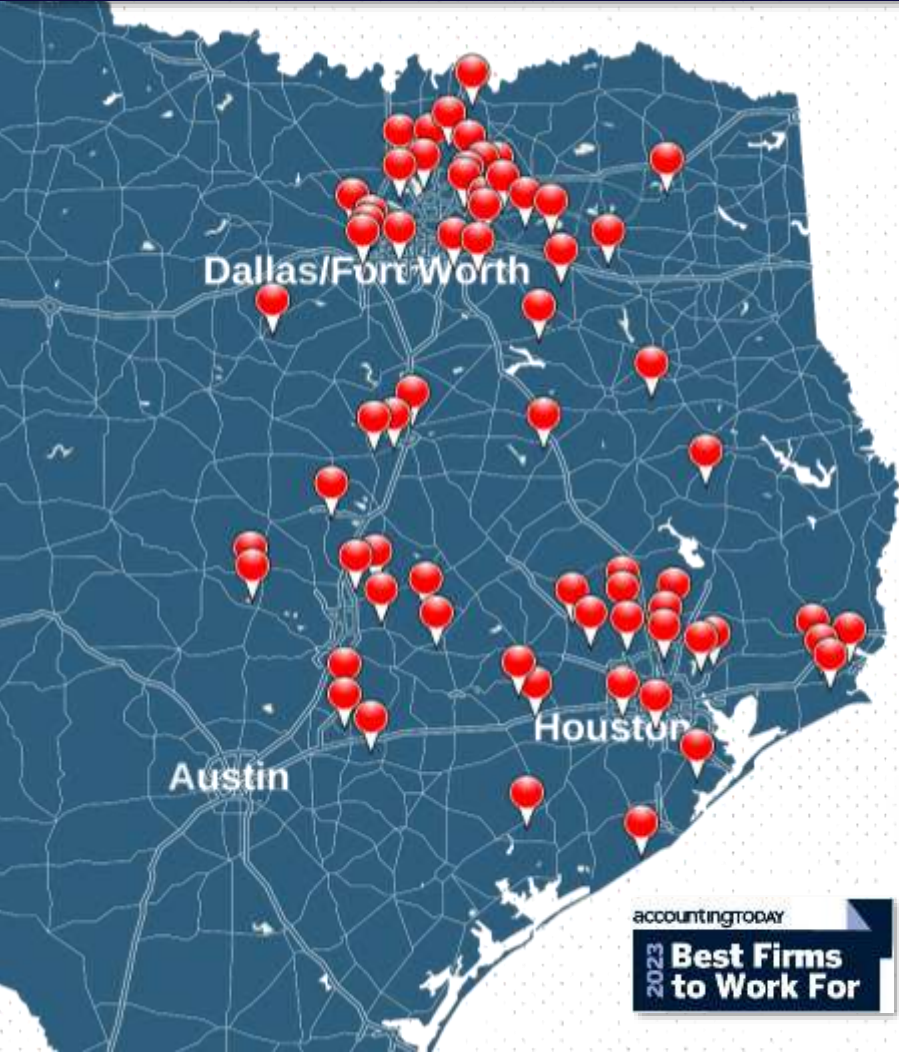 Dallas/Fort Worth
Houston
Austin
accountingTODAY
2023
Best Firms
to Work For